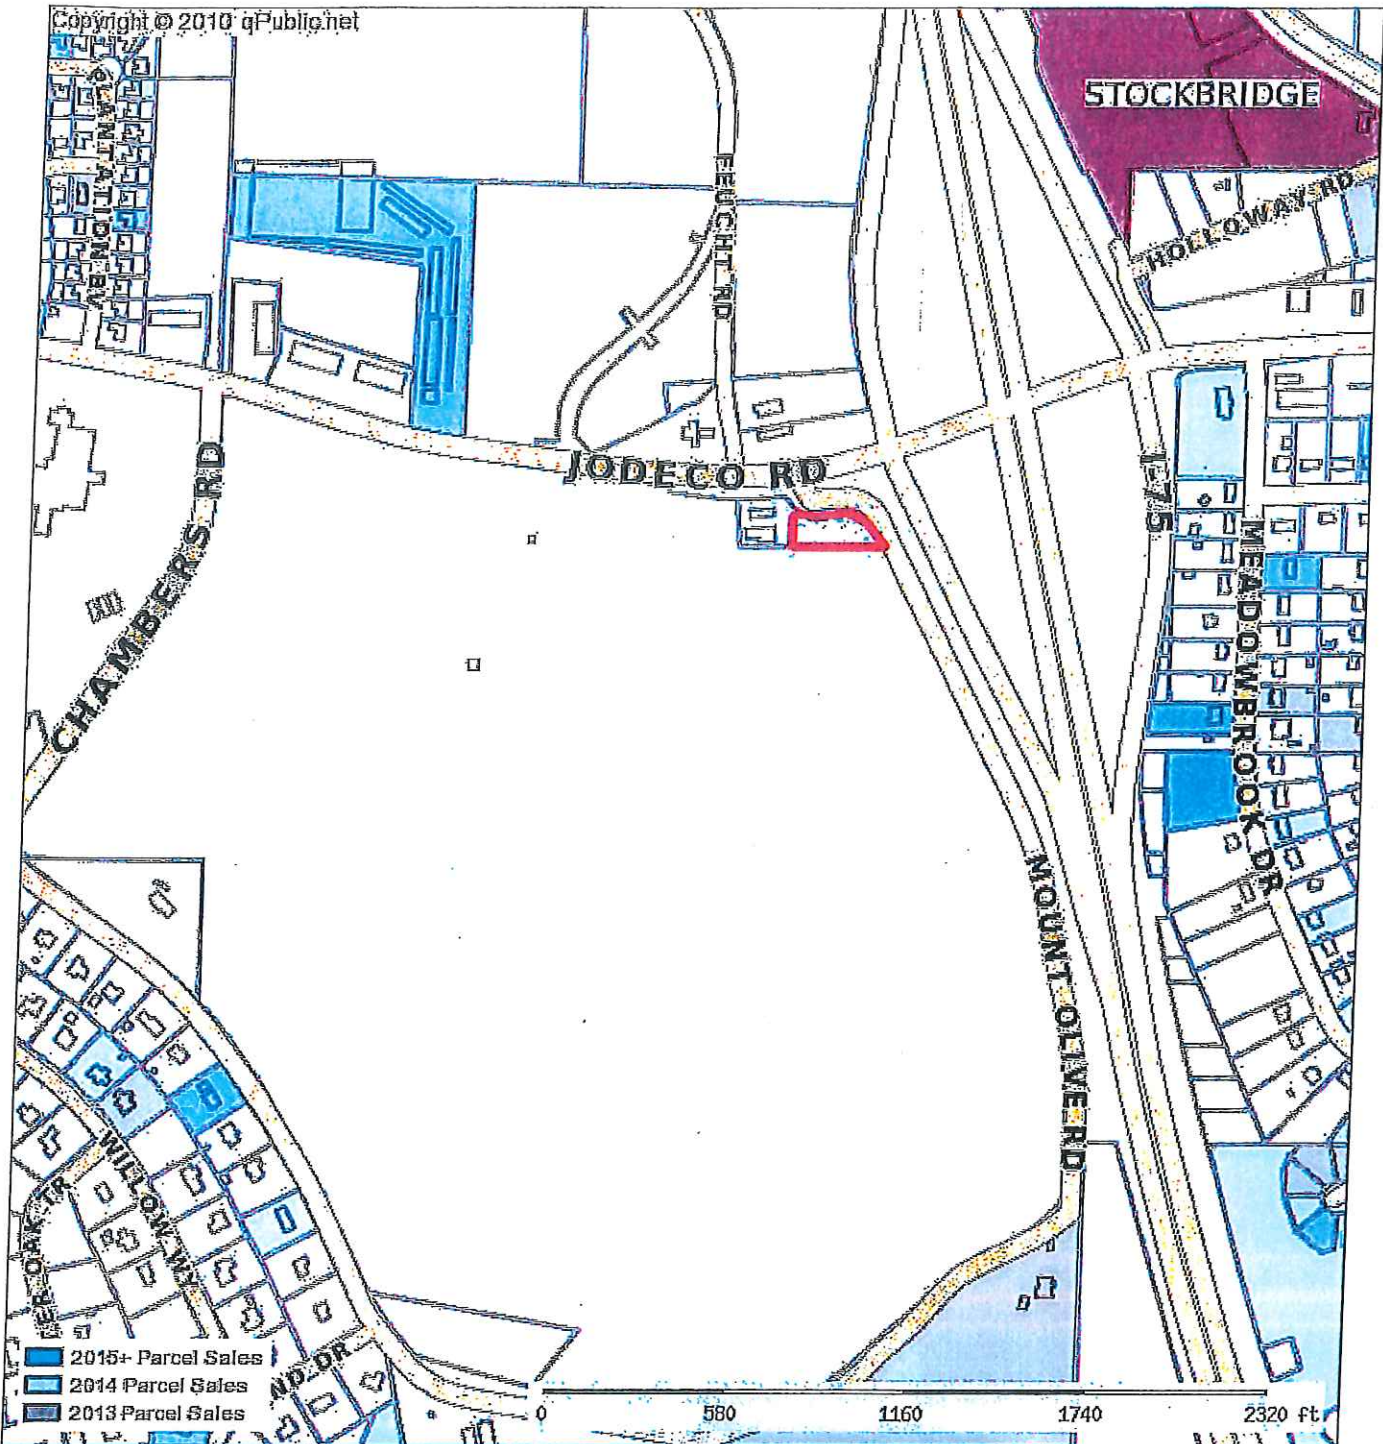 Copyright © 2010 qPublic.net
STOCKBRIDGE
PLANTATION BV
FEUCHT RD
HOLLOWAY RD
JODECO RD
CHAMBERS RD
I-75
MEADOWBROOK DR
MOUNT OLIVE RD
WILLOW WY
ER OAK TR
ND DR
2015+ Parcel Sales
2014 Parcel Sales
2013 Parcel Sales
0 580 1160 1740 2320 ft